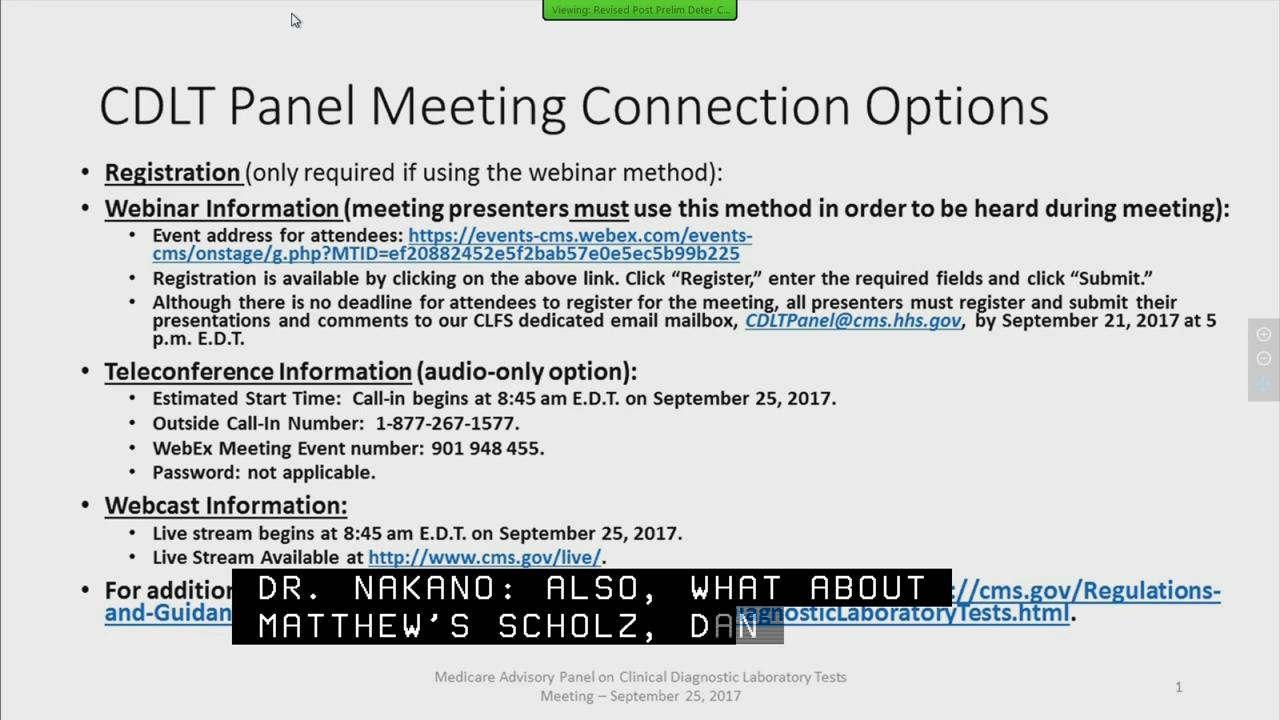 Viewing: Revised Post Prelim Deter C...
CDLT Panel Meeting Connection Options
• Registration (only required if using the webinar method):
• Webinar Information (meeting presenters must use this method in order to be heard during meeting):
• Event address for attendees: https://events-cms.webex.com/events-
cms/onstage/g.php?MTID=ef20882452e5f2bab57e0e5ec5b99b225
• Registration is available by clicking on the above link. Click “Register,” enter the required fields and click “Submit.”
• Although there is no deadline for attendees to register for the meeting, all presenters must register and submit their
presentations and comments to our CLFS dedicated email mailbox, CDLTPanel@cms.hhs.gov, by September 21, 2017 at 5
p.m. E.D.T.
• Teleconference Information (audio-only option):
• Estimated Start Time: Call-in begins at 8:45 am E.D.T. on September 25, 2017.
• Outside Call-In Number: 1-877-267-1577.
• WebEx Meeting Event number: 901 948 455.
• Password: not applicable.
• Webcast Information:
• Live stream begins at 8:45 am E.D.T. on September 25, 2017.
• Live Stream Available at http://www.cms.gov/live/.
• For addition ://cms.gov/Regulations-
and-Guidan iagnosticLaboratoryTests.html.
DR. NAKANO: ALSO, WHAT ABOUT
MATTHEW’S SCHOLZ, DAN
Medicare Advisory Panel on Clinical Diagnostic Laboratory Tests
Meeting – September 25, 2017
1